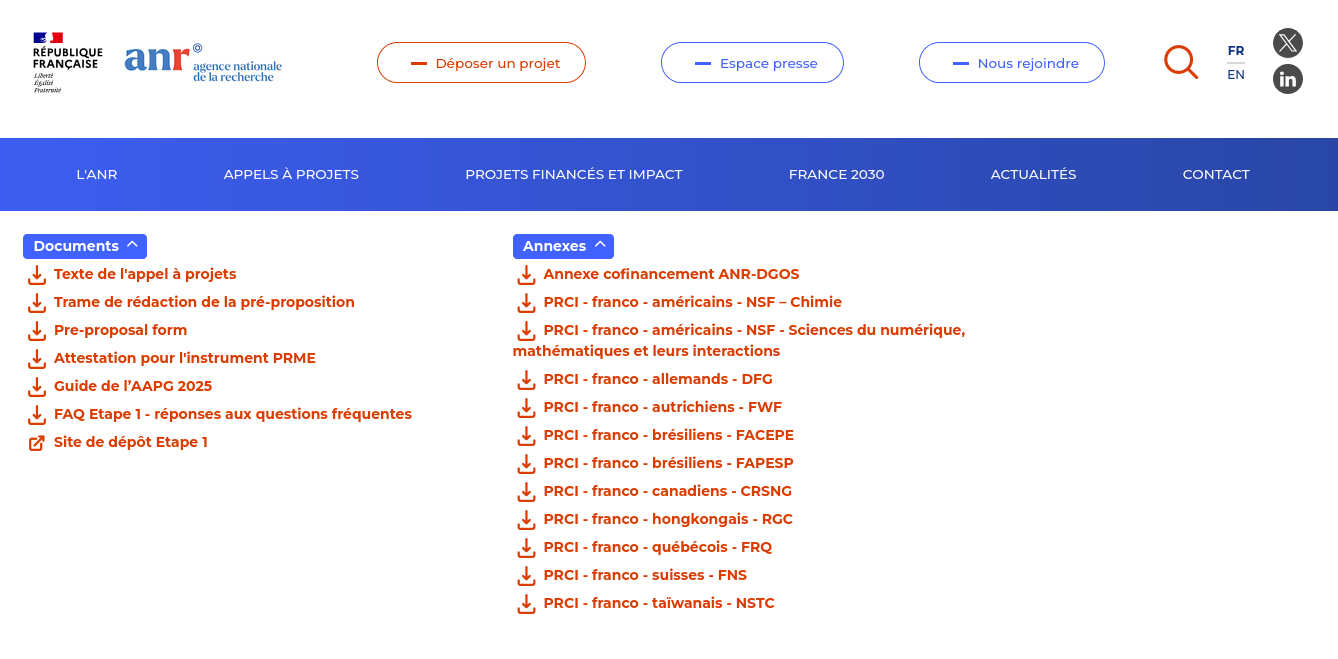 RÉPUBLIQUE
FRANÇAISE
Liberté
Égalité
Fraternité
anr
agence nationale
de la recherche
Déposer un projet
Espace presse
Nous rejoindre
FR
EN
L'ANR
APPELS À PROJETS
PROJETS FINANCÉS ET IMPACT
FRANCE 2030
ACTUALITÉS
CONTACT
Documents
Texte de l'appel à projets
Trame de rédaction de la pré-proposition
Pre-proposal form
Attestation pour l'instrument PRME
Guide de l’AAPG 2025
FAQ Etape 1 - réponses aux questions fréquentes
Site de dépôt Etape 1
Annexes
Annexe cofinancement ANR-DGOS
PRCI - franco - américains - NSF – Chimie
PRCI - franco - américains - NSF - Sciences du numérique,
mathématiques et leurs interactions
PRCI - franco - allemands - DFG
PRCI - franco - autrichiens - FWF
PRCI - franco - brésiliens - FACEPE
PRCI - franco - brésiliens - FAPESP
PRCI - franco - canadiens - CRSNG
PRCI - franco - hongkongais - RGC
PRCI - franco - québécois - FRQ
PRCI - franco - suisses - FNS
PRCI - franco - taïwanais - NSTC